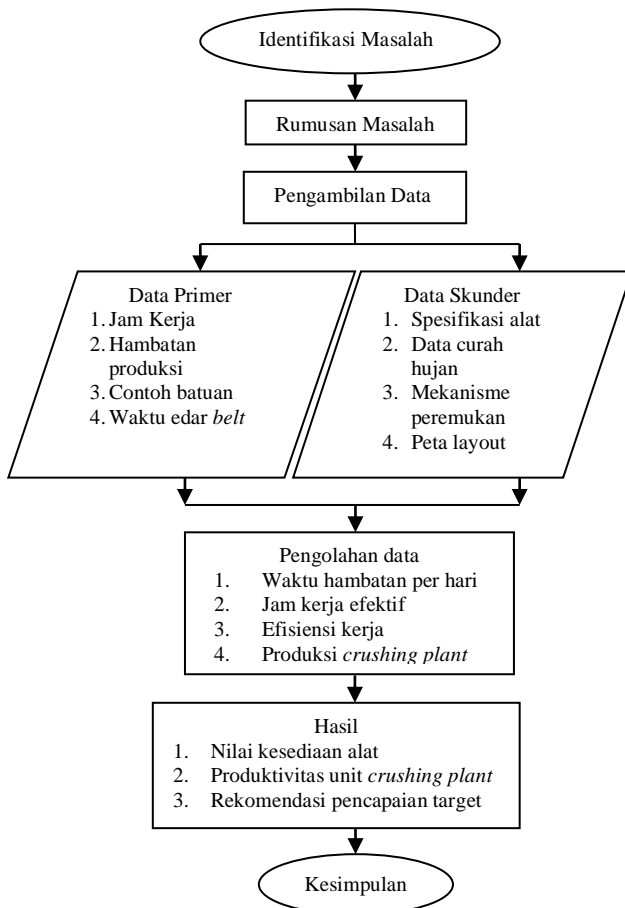 Identifikasi Masalah
Rumusan Masalah
Pengambilan Data
Data Primer
1. Jam Kerja
2. Hambatan
produksi
3. Contoh batuan
4. Waktu edar belt
Data Skunder
1. Spesifikasi alat
2. Data curah
hujan
3. Mekanisme
peremukan
4. Peta layout
Pengolahan data
1. Waktu hambatan per hari
2. Jam kerja efektif
3. Efisiensi kerja
4. Produksi crushing plant
Hasil
1. Nilai kesediaan alat
2. Produktivitas unit crushing plant
3. Rekomendasi pencapaian target
Kesimpulan